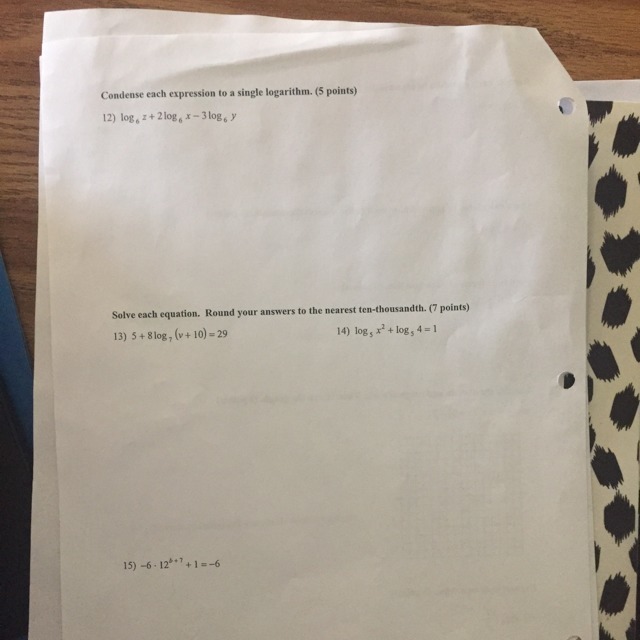 Condense each expression to a single logarithm. (5 points)
12) log₆ z + 2 log₆ x − 3 log₆ y
Solve each equation. Round your answers to the nearest ten-thousandth. (7 points)
13) 5 + 8 log₇ (v + 10) = 29
14) log₅ x² + log₅ 4 = 1
15) −6 · 12ᵇ⁺⁷ + 1 = −6